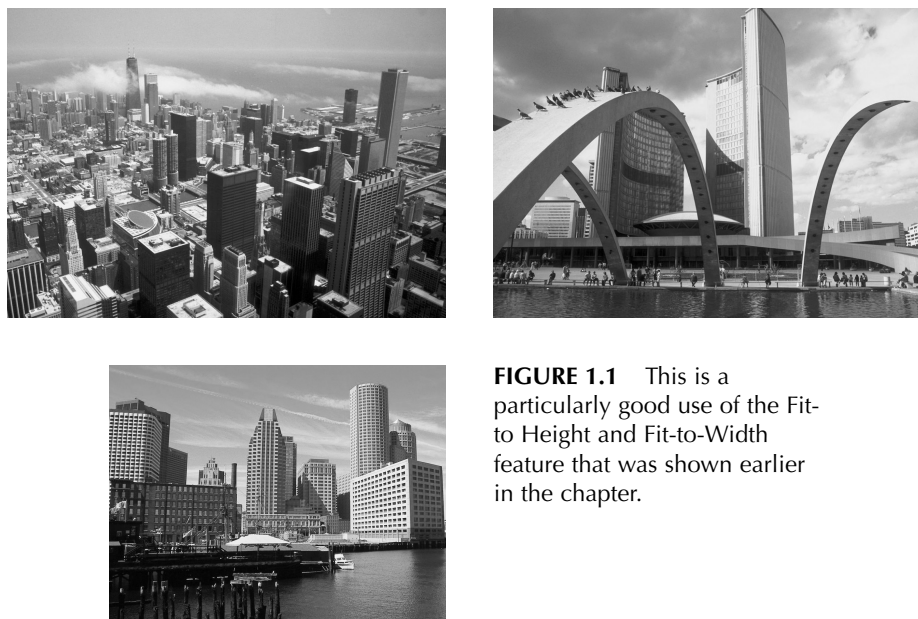 FIGURE 1.1 This is a
particularly good use of the Fit-
to Height and Fit-to-Width
feature that was shown earlier
in the chapter.